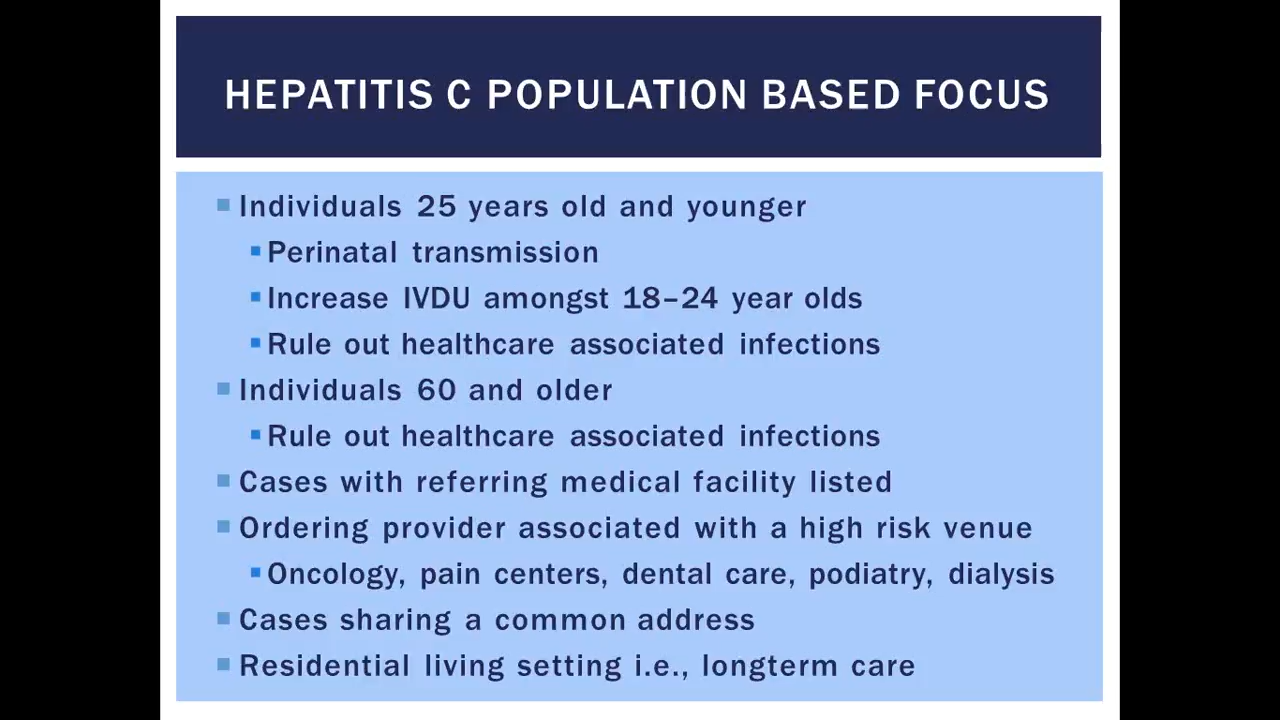 HEPATITIS C POPULATION BASED FOCUS
Individuals 25 years old and younger
Perinatal transmission
Increase IVDU amongst 18–24 year olds
Rule out healthcare associated infections
Individuals 60 and older
Rule out healthcare associated infections
Cases with referring medical facility listed
Ordering provider associated with a high risk venue
Oncology, pain centers, dental care, podiatry, dialysis
Cases sharing a common address
Residential living setting i.e., longterm care